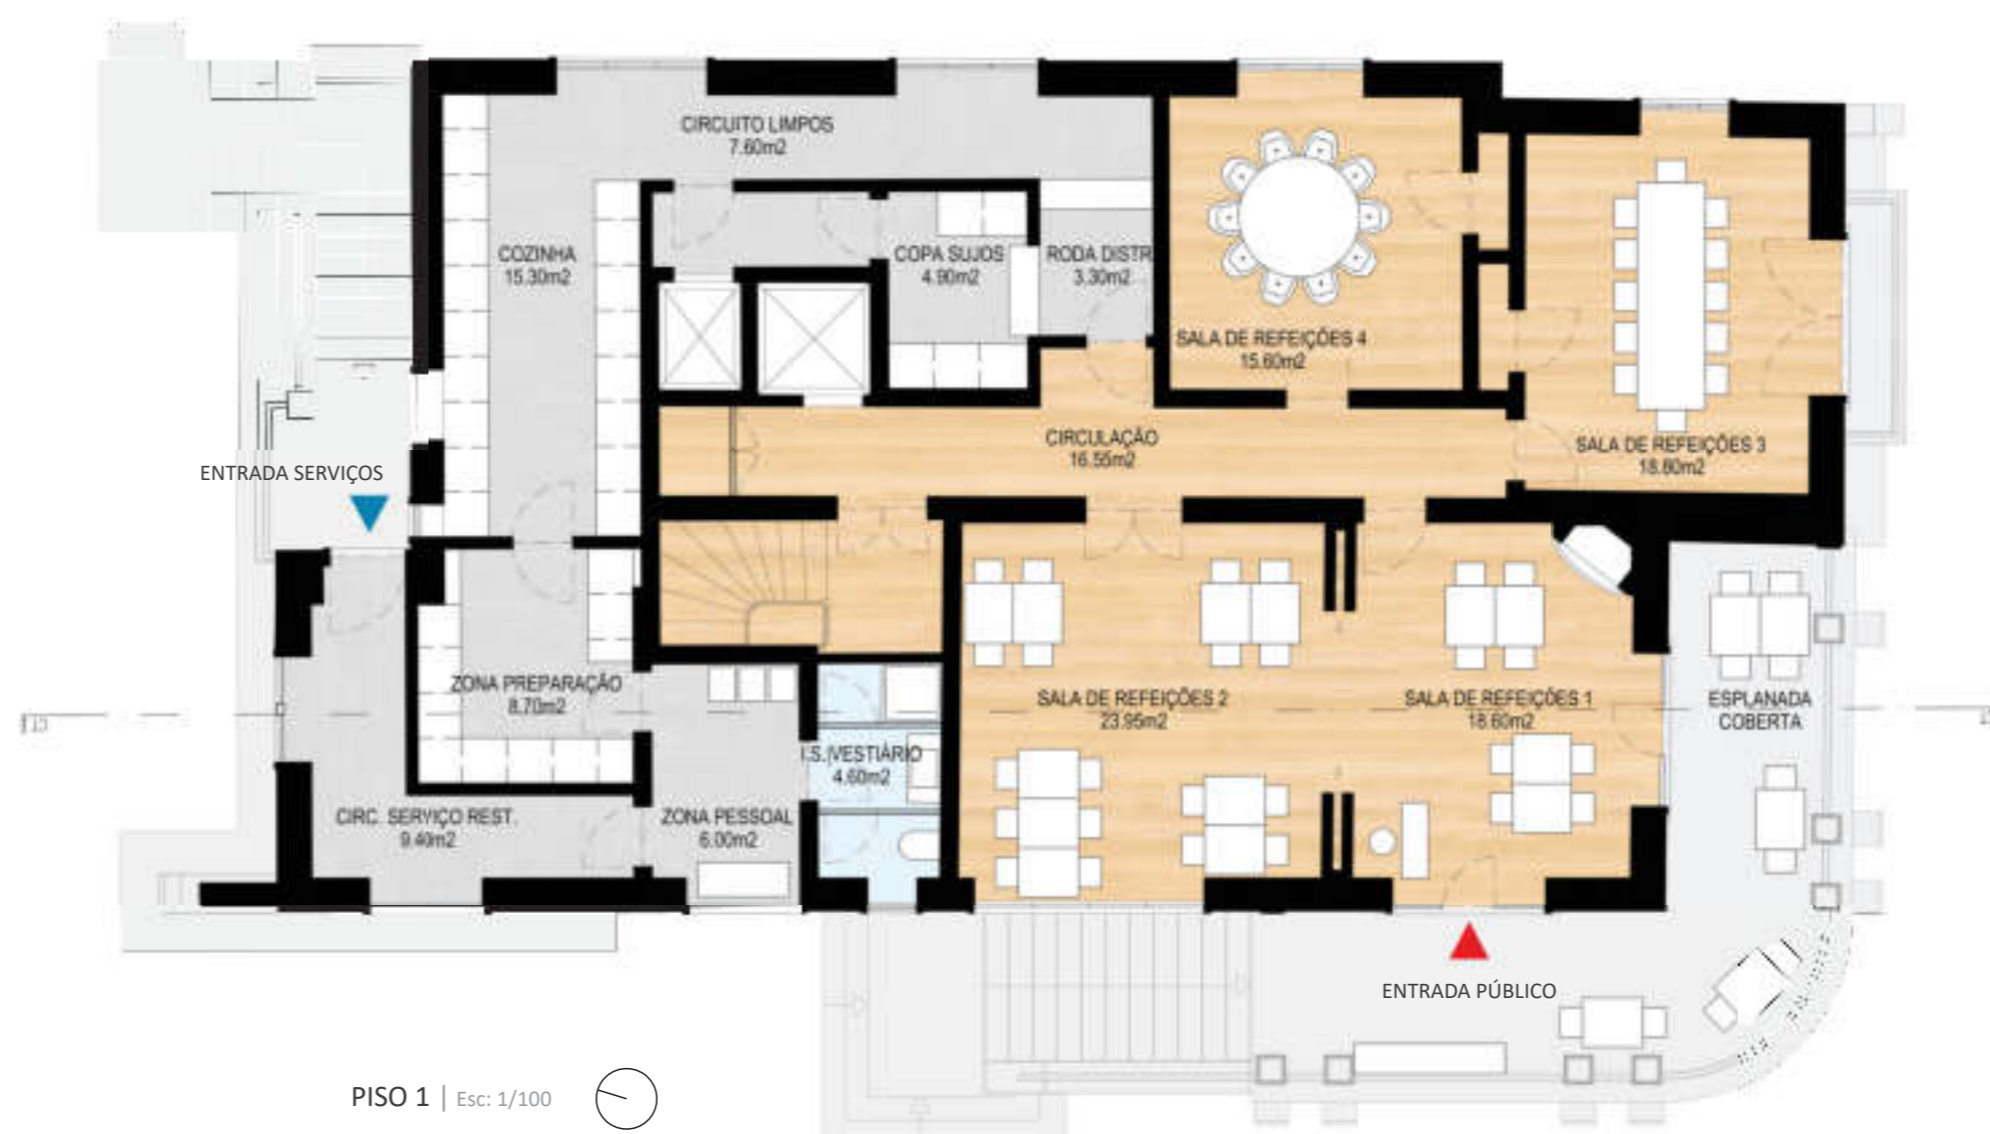 CIRCUITO LIMPOS
7.60m2
COZINHA
15.30m2
COPA SUJOS
4.90m2
RODA DISTR
3.30m2
SALA DE REFEIÇÕES 4
15.60m2
CIRCULAÇÃO
16.55m2
SALA DE REFEIÇÕES 3
18.60m2
ENTRADA SERVIÇOS
ZONA PREPARAÇÃO
8.70m2
SALA DE REFEIÇÕES 2
23.95m2
SALA DE REFEIÇÕES 1
18.60m2
ESPLANADA
COBERTA
I.S./VESTIÁRIO
4.60m2
CIRC. SERVIÇO REST.
9.40m2
ZONA PESSOAL
6.00m2
ENTRADA PÚBLICO
PISO 1 | Esc: 1/100